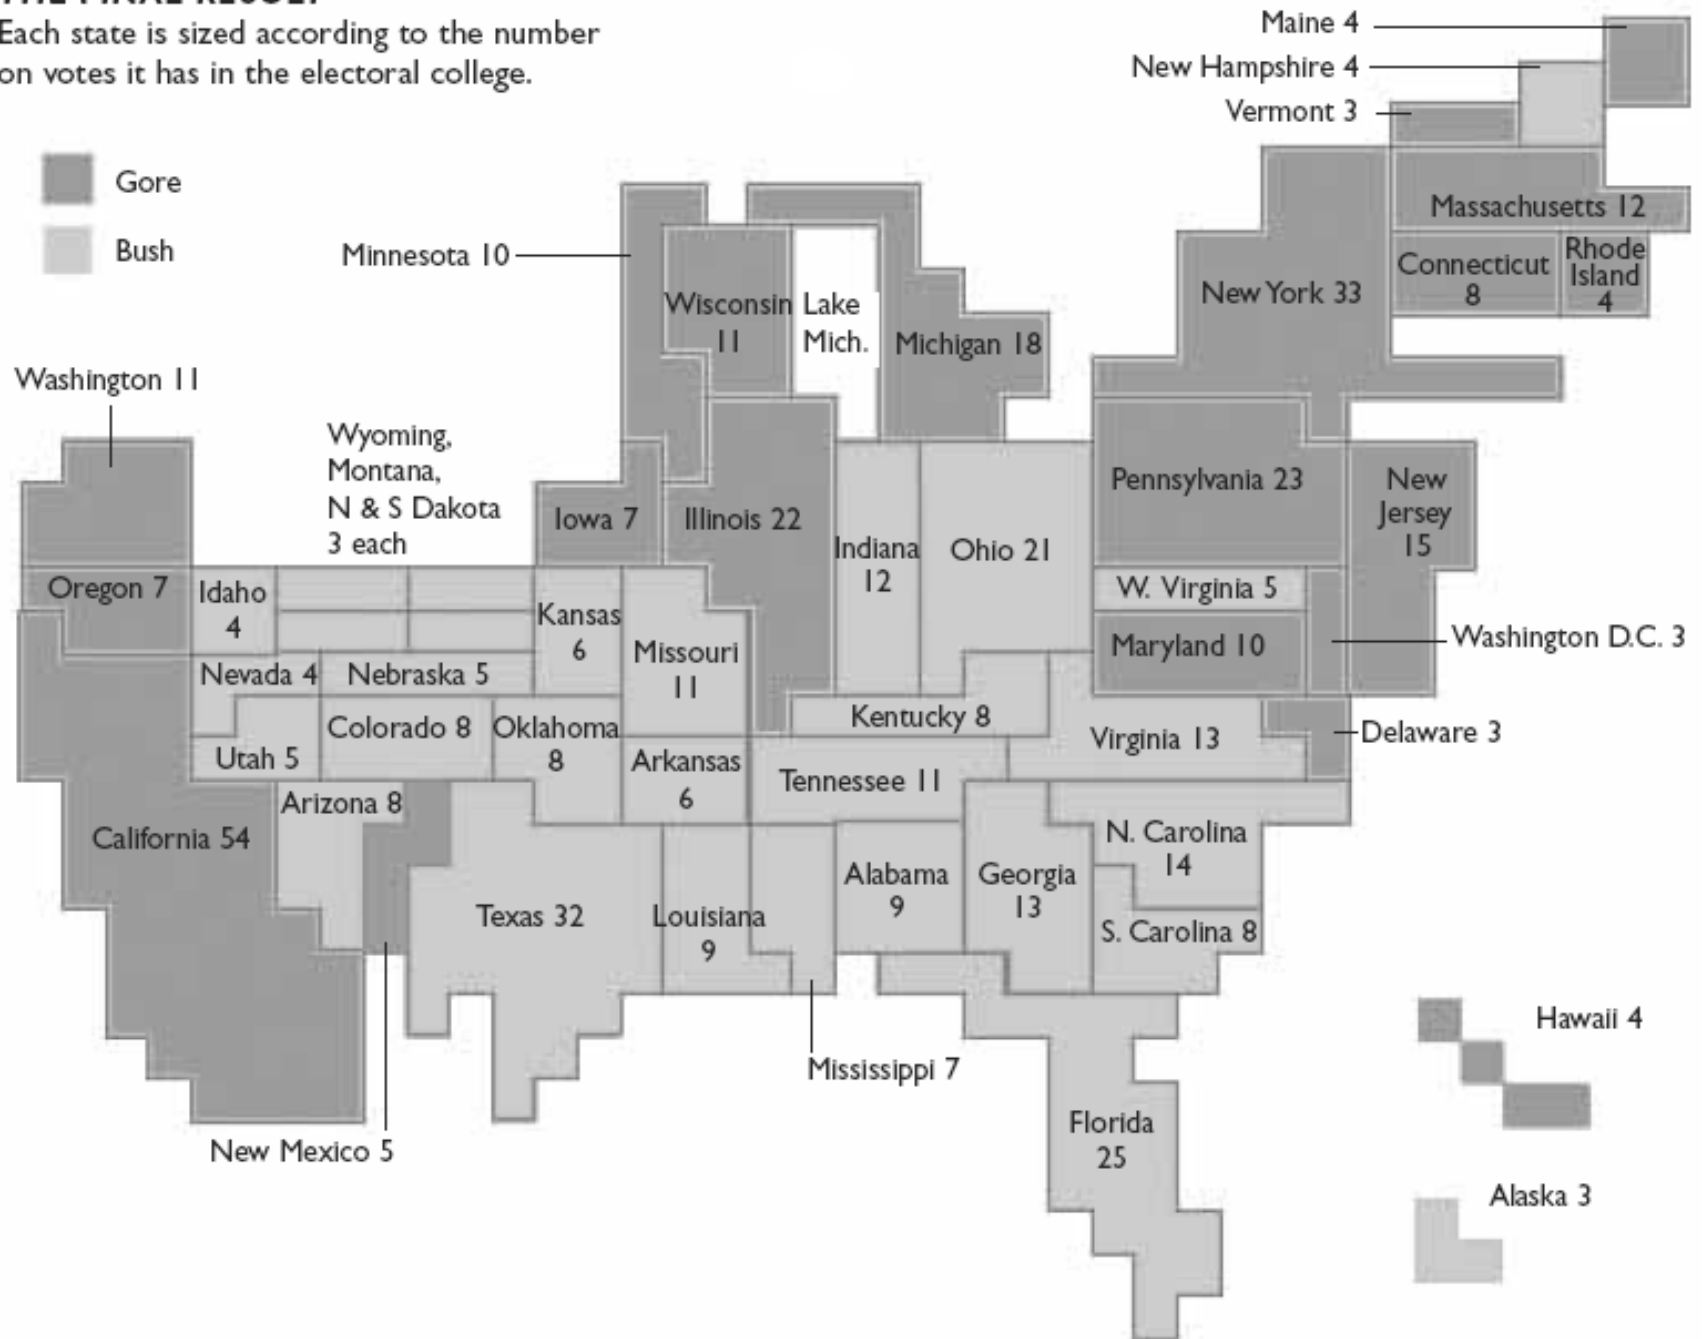 Each state is sized according to the number
on votes it has in the electoral college.
Gore
Bush
Maine 4
New Hampshire 4
Vermont 3
Massachusetts 12
Connecticut
8
Rhode
Island
4
New York 33
Minnesota 10
Wisconsin
11
Lake
Mich.
Michigan 18
Washington 11
Wyoming,
Montana,
N & S Dakota
3 each
Iowa 7
Illinois 22
Indiana
12
Ohio 21
Pennsylvania 23
New
Jersey
15
Oregon 7
Idaho
4
Kansas
6
Missouri
11
W. Virginia 5
Maryland 10
Washington D.C. 3
Nevada 4
Nebraska 5
Utah 5
Colorado 8
Oklahoma
8
Kentucky 8
Virginia 13
Delaware 3
Arkansas
6
Tennessee 11
California 54
Arizona 8
Texas 32
Louisiana
9
Alabama
9
Georgia
13
N. Carolina
14
S. Carolina 8
New Mexico 5
Mississippi 7
Florida
25
Hawaii 4
Alaska 3